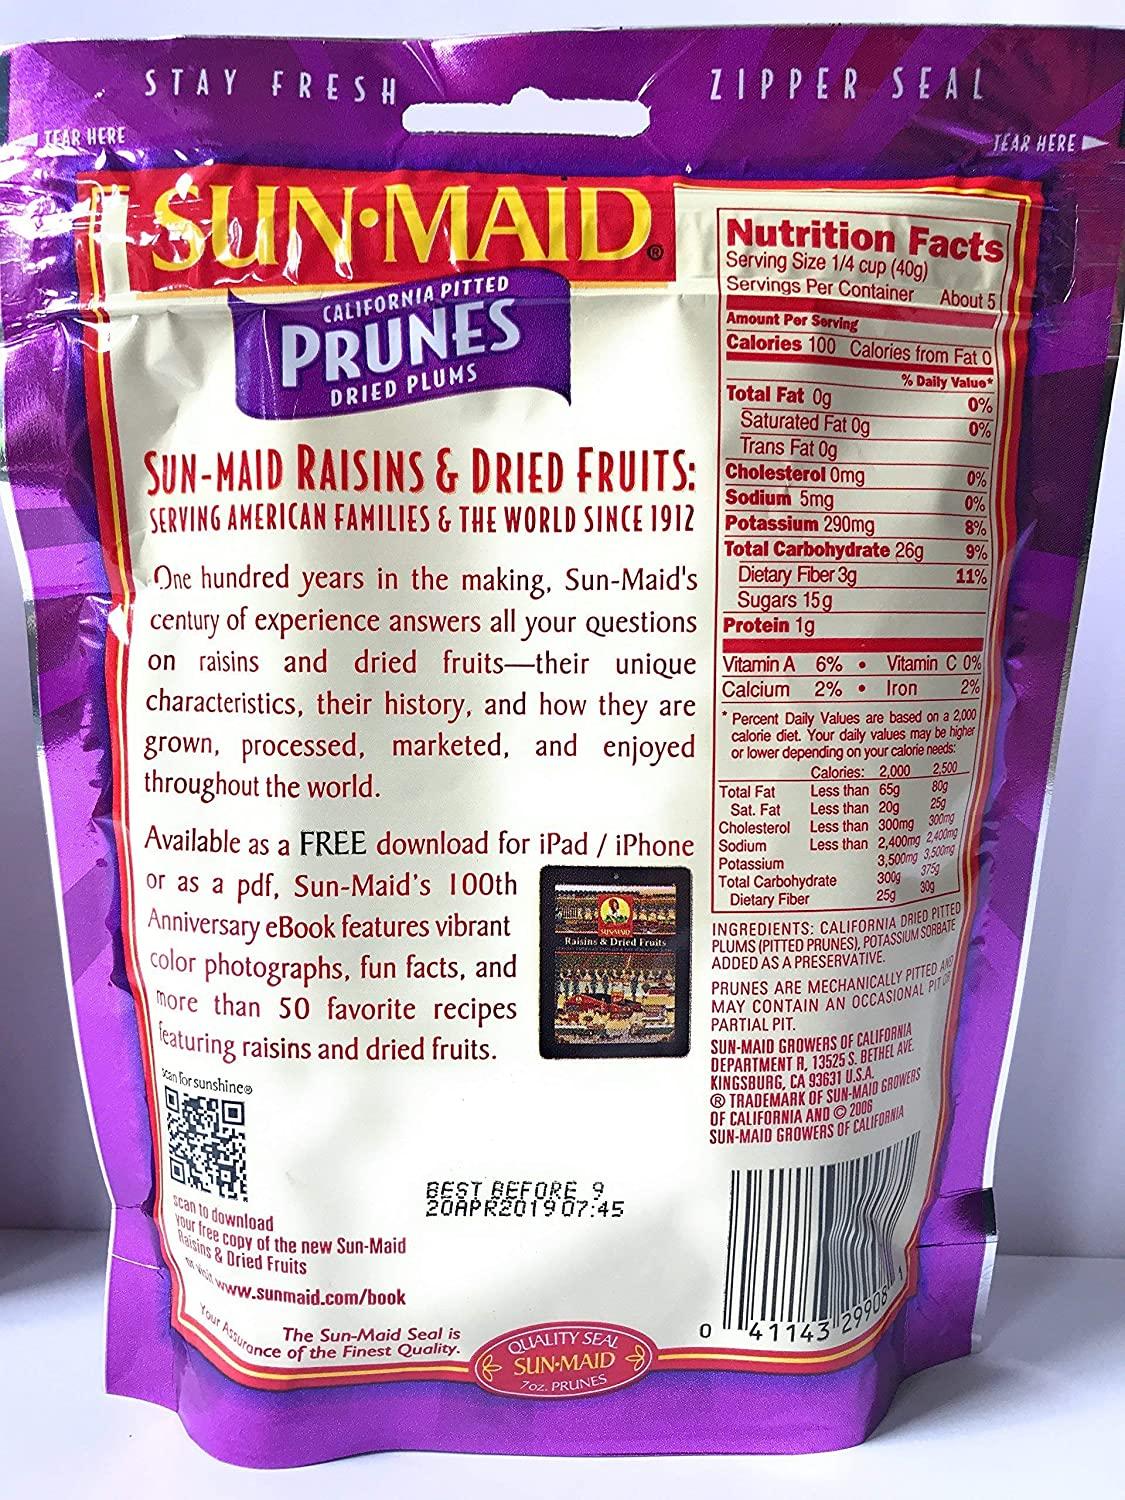 STAY FRESH
ZIPPER SEAL
TEAR HERE
TEAR HERE
SUN•MAID®
CALIFORNIA PITTED
PRUNES
DRIED PLUMS
SUN-MAID RAISINS & DRIED FRUITS:
SERVING AMERICAN FAMILIES & THE WORLD SINCE 1912
One hundred years in the making, Sun-Maid's
century of experience answers all your questions
on raisins and dried fruits—their unique
characteristics, their history, and how they are
grown, processed, marketed, and enjoyed
throughout the world.
Available as a FREE download for iPad / iPhone
or as a pdf, Sun-Maid's 100th
Anniversary eBook features vibrant
color photographs, fun facts, and
more than 50 favorite recipes
featuring raisins and dried fruits.
SUN-MAID
Raisins & Dried Fruits
scan for sunshine®
scan to download
your free copy of the new Sun-Maid
Raisins & Dried Fruits
or visit www.sunmaid.com/book
BEST BEFORE 9
20APR2019 07:45
The Sun-Maid Seal is
Your Assurance of the Finest Quality.
QUALITY SEAL
SUN-MAID
7oz. PRUNES
Nutrition Facts
Serving Size 1/4 cup (40g)
Servings Per Container About 5
Amount Per Serving
Calories 100 Calories from Fat 0
% Daily Value*
Total Fat 0g 0%
Saturated Fat 0g 0%
Trans Fat 0g
Cholesterol 0mg 0%
Sodium 5mg 0%
Potassium 290mg 8%
Total Carbohydrate 26g 9%
Dietary Fiber 3g 11%
Sugars 15g
Protein 1g
Vitamin A 6% • Vitamin C 0%
Calcium 2% • Iron 2%
* Percent Daily Values are based on a 2,000
calorie diet. Your daily values may be higher
or lower depending on your calorie needs:
Calories: 2,000 2,500
Total Fat Less than 65g 80g
Sat. Fat Less than 20g 25g
Cholesterol Less than 300mg 300mg
Sodium Less than 2,400mg 2,400mg
Potassium 3,500mg 3,500mg
Total Carbohydrate 300g 375g
Dietary Fiber 25g 30g
INGREDIENTS: CALIFORNIA DRIED PITTED
PLUMS (PITTED PRUNES), POTASSIUM SORBATE
ADDED AS A PRESERVATIVE.
PRUNES ARE MECHANICALLY PITTED AND
MAY CONTAIN AN OCCASIONAL PIT OR
PARTIAL PIT.
SUN-MAID GROWERS OF CALIFORNIA
DEPARTMENT R, 13525 S. BETHEL AVE.
KINGSBURG, CA 93631 U.S.A.
® TRADEMARK OF SUN-MAID GROWERS
OF CALIFORNIA AND © 2006
SUN-MAID GROWERS OF CALIFORNIA
0 41143 29908 1